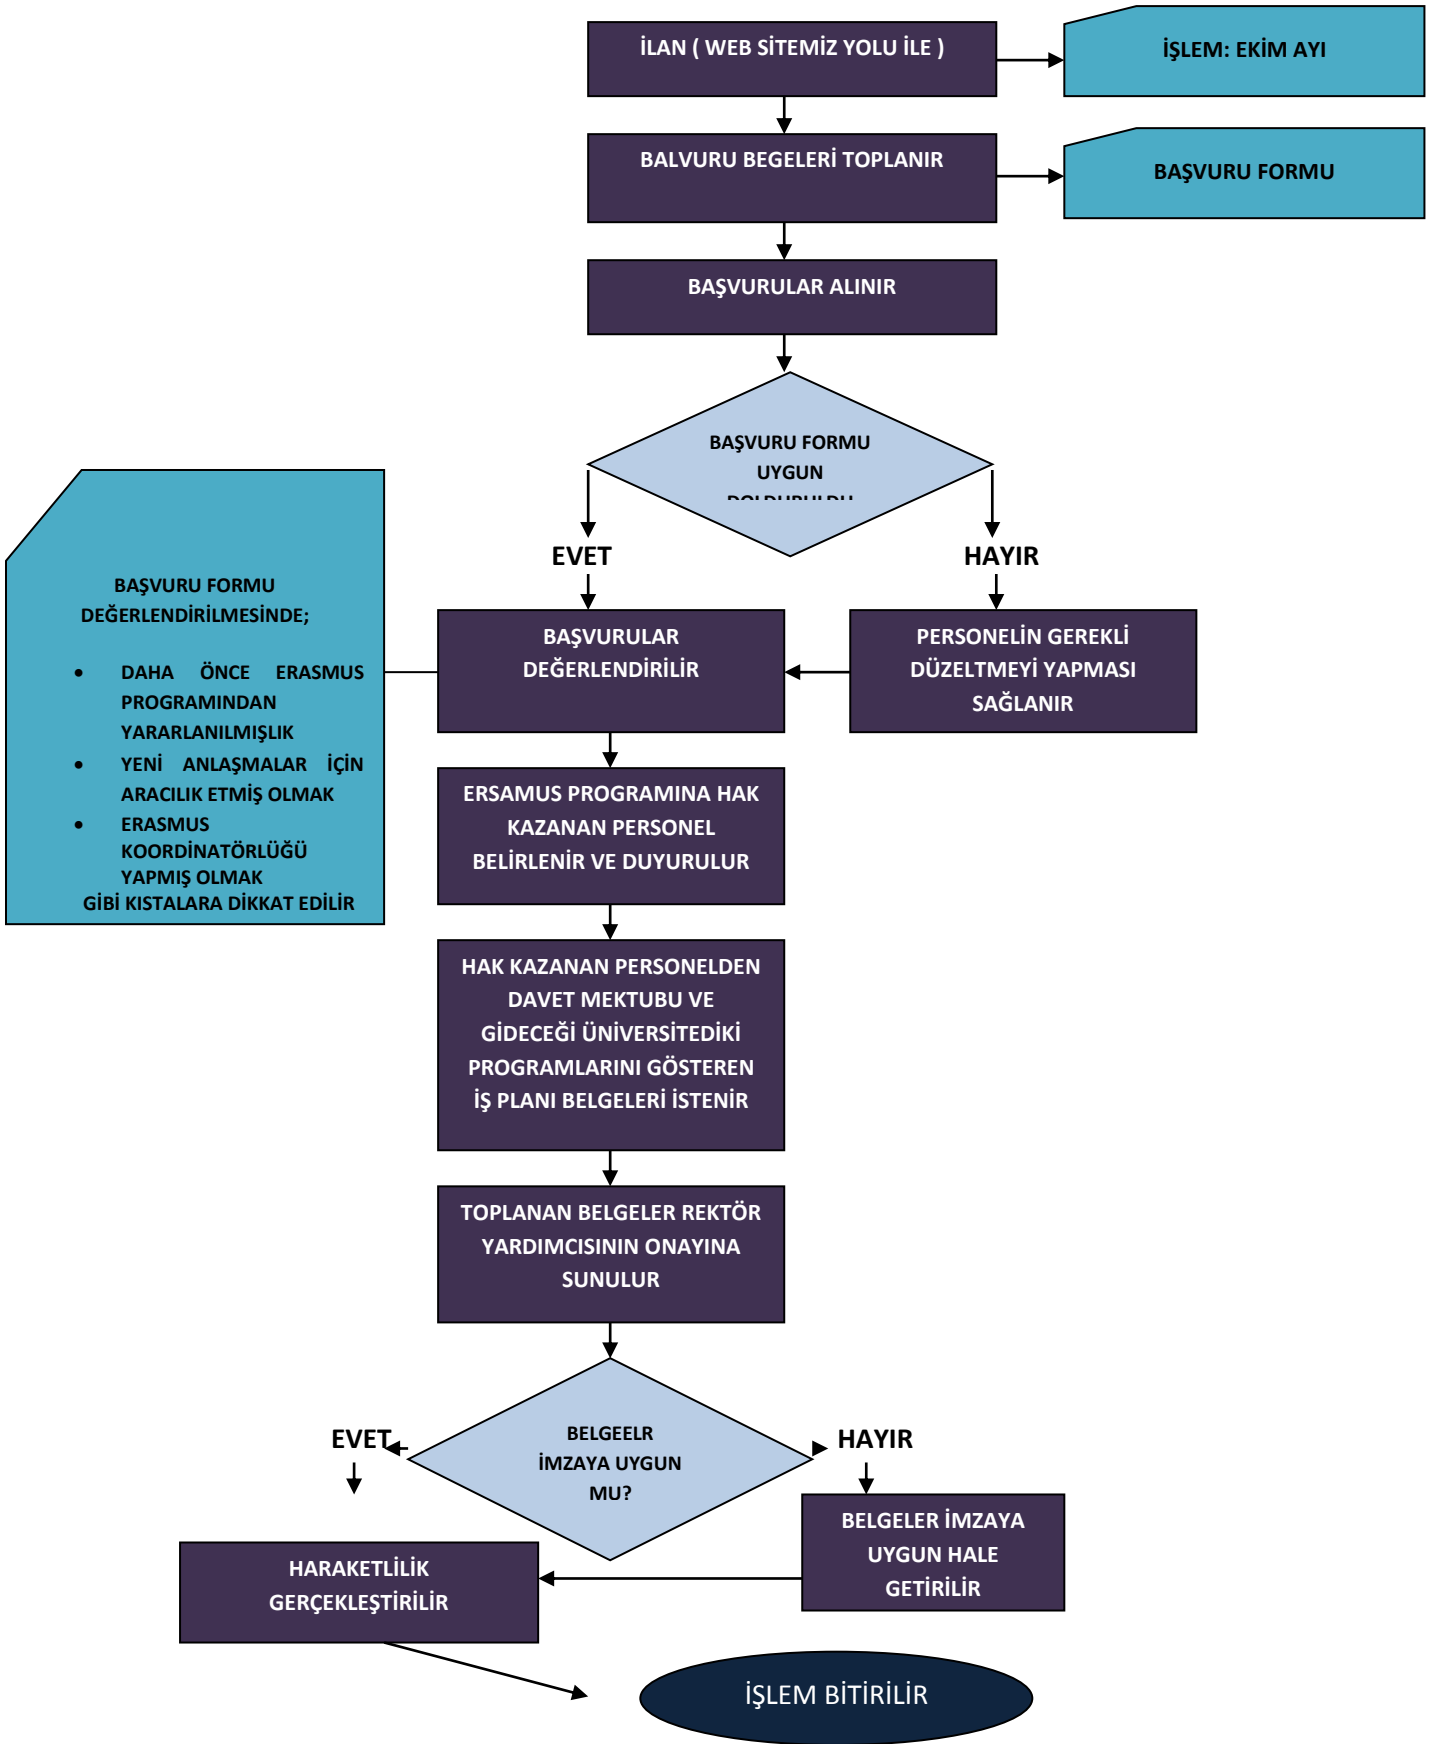 İLAN ( WEB SİTEMİZ YOLU İLE )
İŞLEM: EKİM AYI
BALVURU BEGELERİ TOPLANIR
BAŞVURU FORMU
BAŞVURULAR ALINIR
BAŞVURU FORMU
UYGUN
EVET
HAYIR
BAŞVURU FORMU
DEĞERLENDİRİLMESİNDE;
• DAHA ÖNCE ERASMUS
PROGRAMINDAN
YARARLANILMIŞLIK
• YENİ ANLAŞMALAR İÇİN
ARACILIK ETMİŞ OLMAK
• ERASMUS
KOORDİNATÖRLÜĞÜ
YAPMIŞ OLMAK
GİBİ KISTALARA DİKKAT EDİLİR
BAŞVURULAR
DEĞERLENDİRİLİR
PERSONELİN GEREKLİ
DÜZELTMEYİ YAPMASI
SAĞLANIR
ERSAMUS PROGRAMINA HAK
KAZANAN PERSONEL
BELİRLENİR VE DUYURULUR
HAK KAZANAN PERSONELDEN
DAVET MEKTUBU VE
GİDECEĞİ ÜNİVERSİTEDİKİ
PROGRAMLARINI GÖSTEREN
İŞ PLANI BELGELERİ İSTENİR
TOPLANAN BELGELER REKTÖR
YARDIMCISININ ONAYINA
SUNULUR
BELGEELR
İMZAYA UYGUN
MU?
EVET
HAYIR
BELGELER İMZAYA
UYGUN HALE
GETİRİLİR
HARAKETLİLİK
GERÇEKLEŞTİRİLİR
İŞLEM BİTİRİLİR